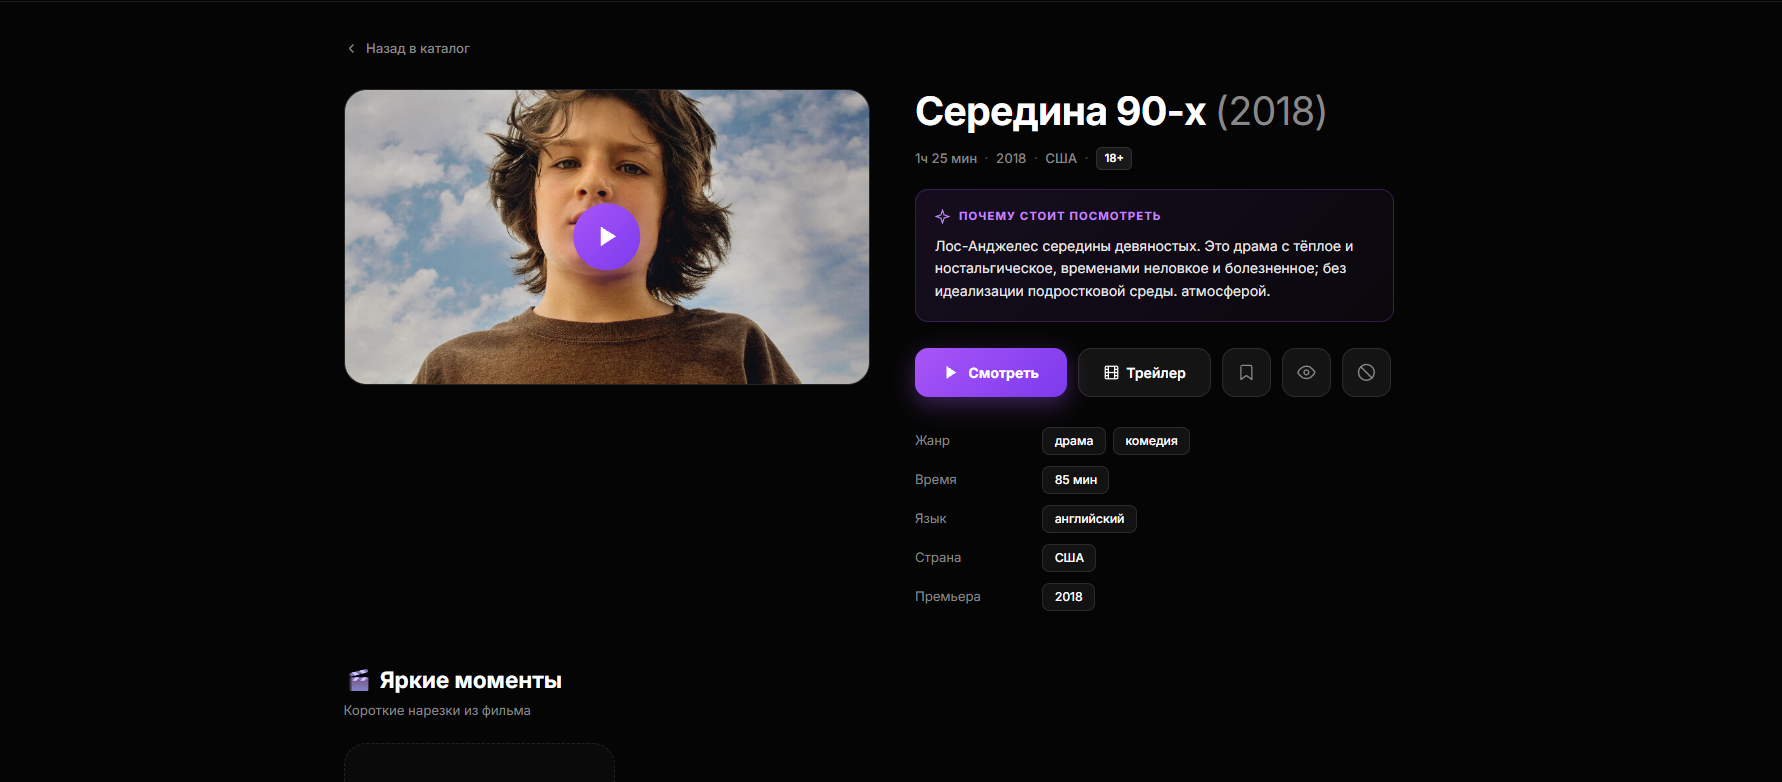 Назад в каталог
Середина 90-х (2018)
1ч 25 мин · 2018 · США · 18+
ПОЧЕМУ СТОИТ ПОСМОТРЕТЬ
Лос-Анджелес середины девяностых. Это драма с тёплое и
ностальгическое, временами неловкое и болезненное; без
идеализации подростковой среды. атмосферой.
Смотреть
Трейлер
Жанр драма комедия
Время 85 мин
Язык английский
Страна США
Премьера 2018
Яркие моменты
Короткие нарезки из фильма